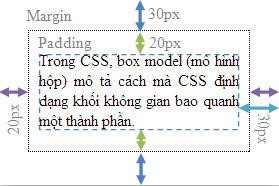 Margin
30px
Padding
20px
Trong CSS, box model (mô hình
hộp) mô tả cách mà CSS định
dạng khối không gian bao quanh
một thành phần.
20px
30px